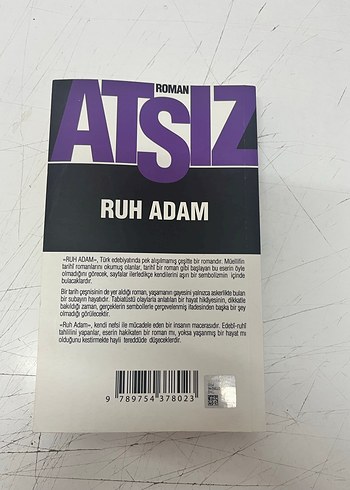 ROMAN
ATSIZ
RUH ADAM
«RUH ADAM», Türk edebiyatında pek alışılmamış çeşitte bir romandır. Müellifin
tarihî romanlarını okumuş olanlar, tarihî bir roman gibi başlayan bu eserin öyle
olmadığını görecek, sayfalar ilerledikçe kendilerini aşırı bir sembolizmin içinde
bulacaklardır.
Bir tarih çeşnisinin de yer aldığı roman, yaşamanın gayesini yalnızca askerlikte bulan
bir subayın hayatıdır. Tabiatüstü olaylarla anlatılan bir hayat hikâyesinin, dikkatle
bakıldığı zaman, gerçeklerin sembollerle çerçevelenmiş ifadesinden başka bir şey
olmadığı görülecektir.
«Ruh Adam», kendi nefsi ile mücadele eden bir insanın macerasıdır. Edebî-ruhî
tahlilini yapanlar, eserin hakikaten bir roman mı, yoksa yaşanmış bir hayat mı
olduğunu kestirmekte hayli tereddüde düşeceklerdir.
9 789754 378023